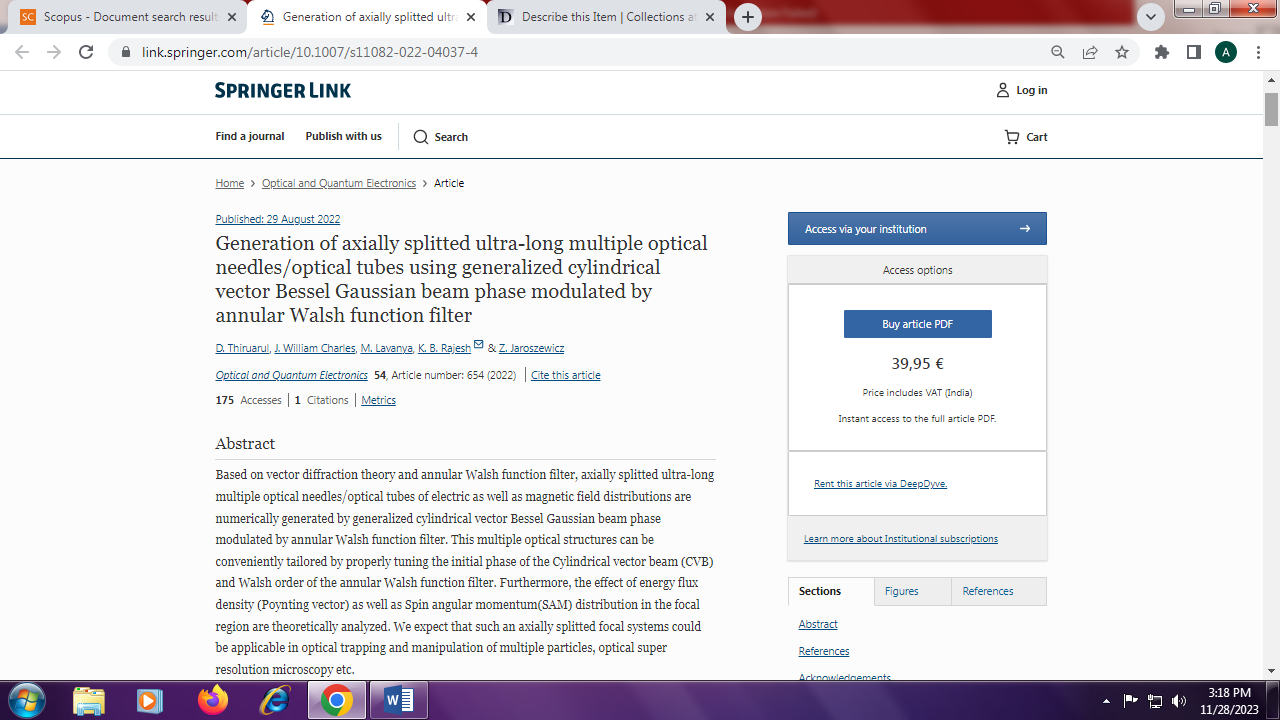 Scopus - Document search result
Generation of axially splitted ultra
Describe this Item | Collections at
link.springer.com/article/10.1007/s11082-022-04037-4
A
SPRINGER LINK
Log in
Find a journal
Publish with us
Search
Cart
Home > Optical and Quantum Electronics > Article
Published: 29 August 2022
Generation of axially splitted ultra-long multiple optical
needles/optical tubes using generalized cylindrical
vector Bessel Gaussian beam phase modulated by
annular Walsh function filter
D. Thiruarul, J. William Charles, M. Lavanya, K. B. Rajesh & Z. Jaroszewicz
Optical and Quantum Electronics 54, Article number: 654 (2022) | Cite this article
175 Accesses | 1 Citations | Metrics
Abstract
Based on vector diffraction theory and annular Walsh function filter, axially splitted ultra-long
multiple optical needles/optical tubes of electric as well as magnetic field distributions are
numerically generated by generalized cylindrical vector Bessel Gaussian beam phase
modulated by annular Walsh function filter. This multiple optical structures can be
conveniently tailored by properly tuning the initial phase of the Cylindrical vector beam (CVB)
and Walsh order of the annular Walsh function filter. Furthermore, the effect of energy flux
density (Poynting vector) as well as Spin angular momentum(SAM) distribution in the focal
region are theoretically analyzed. We expect that such an axially splitted focal systems could
be applicable in optical trapping and manipulation of multiple particles, optical super
resolution microscopy etc.
Access via your institution →
Access options
Buy article PDF
39,95 €
Price includes VAT (India)
Instant access to the full article PDF.
Rent this article via DeepDyve.
Learn more about Institutional subscriptions
Sections
Figures
References
Abstract
References
Acknowledgements
3:18 PM
11/28/2023